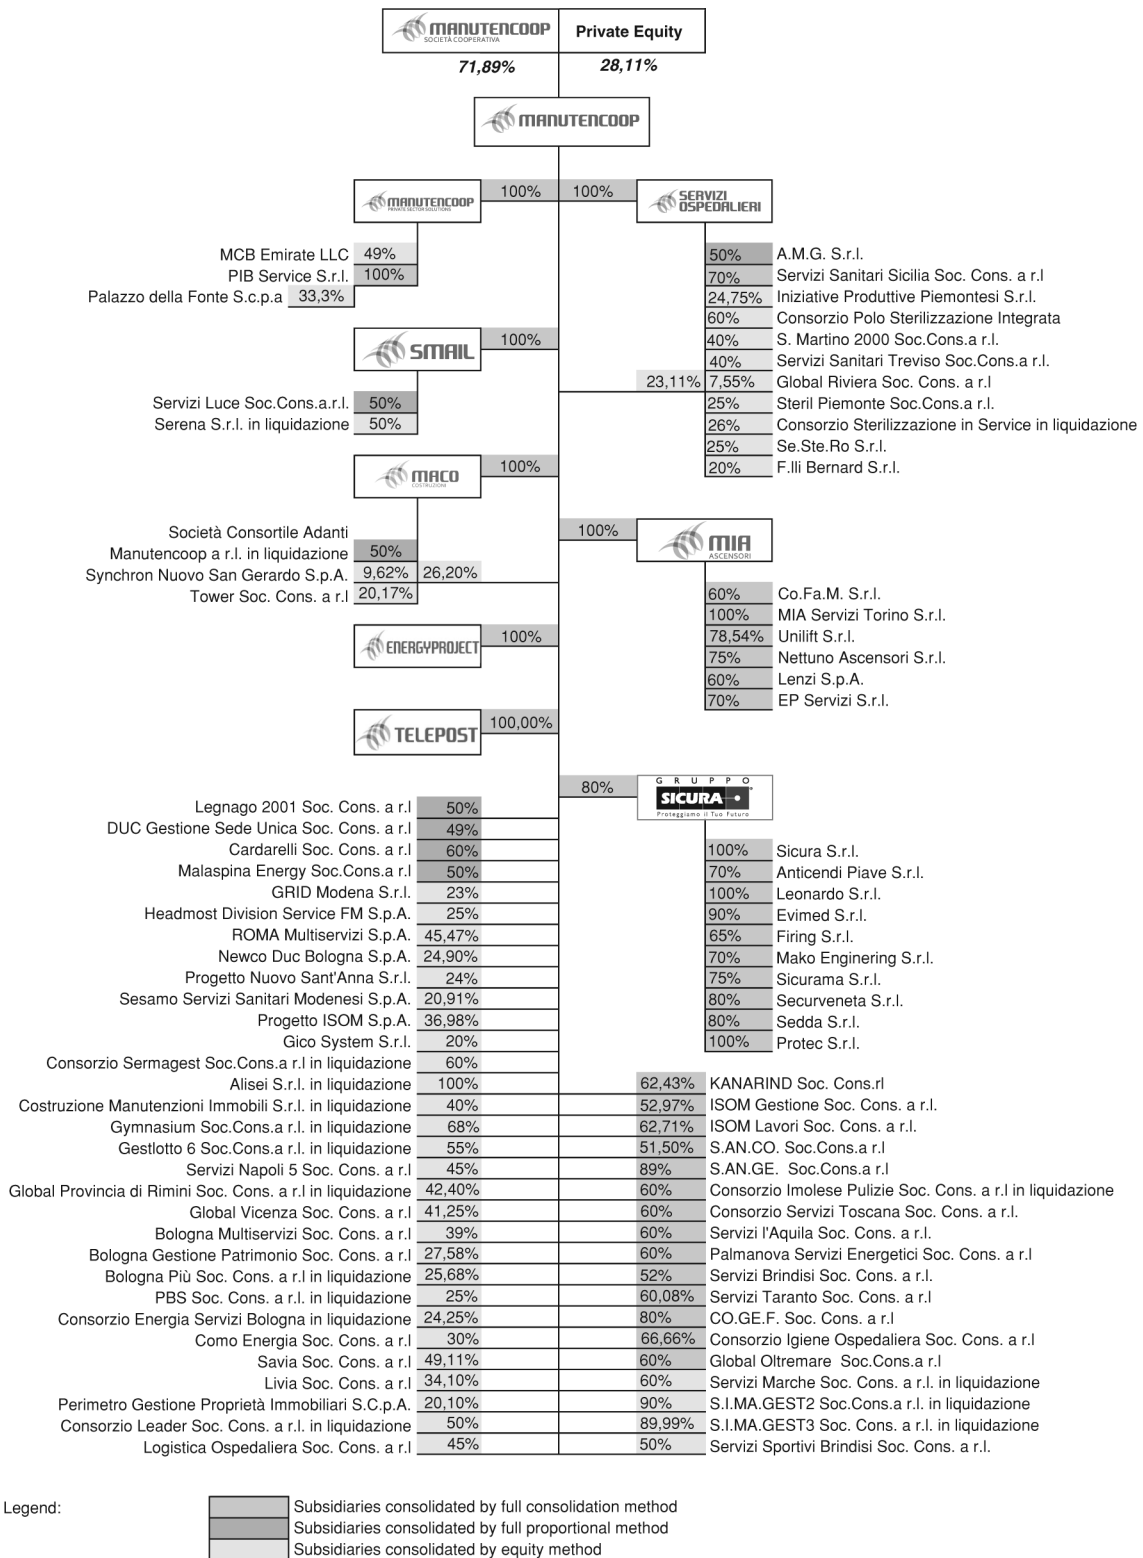 MANUTENCOOP
SOCIETÀ COOPERATIVA
Private Equity
71,89%
28,11%
MANUTENCOOP
MANUTENCOOP
PRIVATE SECTOR SOLUTIONS
100%
100%
SERVIZI
OSPEDALIERI
MCB Emirate LLC 49%
PIB Service S.r.l. 100%
Palazzo della Fonte S.c.p.a 33,3%
50% A.M.G. S.r.l.
70% Servizi Sanitari Sicilia Soc. Cons. a r.l
24,75% Iniziative Produttive Piemontesi S.r.l.
60% Consorzio Polo Sterilizzazione Integrata
40% S. Martino 2000 Soc.Cons.a r.l.
40% Servizi Sanitari Treviso Soc.Cons.a r.l.
23,11% 7,55% Global Riviera Soc. Cons. a r.l
25% Steril Piemonte Soc.Cons.a r.l.
26% Consorzio Sterilizzazione in Service in liquidazione
25% Se.Ste.Ro S.r.l.
20% F.lli Bernard S.r.l.
SMAIL
100%
Servizi Luce Soc.Cons.a.r.l. 50%
Serena S.r.l. in liquidazione 50%
MACO
COSTRUZIONI
100%
Società Consortile Adanti
Manutencoop a r.l. in liquidazione 50%
Synchron Nuovo San Gerardo S.p.A. 9,62% 26,20%
Tower Soc. Cons. a r.l 20,17%
100%
MIA
ASCENSORI
60% Co.Fa.M. S.r.l.
100% MIA Servizi Torino S.r.l.
78,54% Unilift S.r.l.
75% Nettuno Ascensori S.r.l.
60% Lenzi S.p.A.
70% EP Servizi S.r.l.
ENERGYPROJECT
100%
TELEPOST
100,00%
80%
GRUPPO
SICURA
Proteggiamo il Tuo Futuro
100% Sicura S.r.l.
70% Anticendi Piave S.r.l.
100% Leonardo S.r.l.
90% Evimed S.r.l.
65% Firing S.r.l.
70% Mako Enginering S.r.l.
75% Sicurama S.r.l.
80% Securveneta S.r.l.
80% Sedda S.r.l.
100% Protec S.r.l.
Legnago 2001 Soc. Cons. a r.l 50%
DUC Gestione Sede Unica Soc. Cons. a r.l 49%
Cardarelli Soc. Cons. a r.l 60%
Malaspina Energy Soc.Cons.a r.l 50%
GRID Modena S.r.l. 23%
Headmost Division Service FM S.p.A. 25%
ROMA Multiservizi S.p.A. 45,47%
Newco Duc Bologna S.p.A. 24,90%
Progetto Nuovo Sant'Anna S.r.l. 24%
Sesamo Servizi Sanitari Modenesi S.p.A. 20,91%
Progetto ISOM S.p.A. 36,98%
Gico System S.r.l. 20%
Consorzio Sermagest Soc.Cons.a r.l in liquidazione 60%
Alisei S.r.l. in liquidazione 100%
Costruzione Manutenzioni Immobili S.r.l. in liquidazione 40%
Gymnasium Soc.Cons.a r.l in liquidazione 68%
Gestlotto 6 Soc.Cons.a r.l in liquidazione 55%
Servizi Napoli 5 Soc. Cons. a r.l 45%
Global Provincia di Rimini Soc. Cons. a r.l in liquidazione 42,40%
Global Vicenza Soc. Cons. a r.l 41,25%
Bologna Multiservizi Soc. Cons. a r.l 39%
Bologna Gestione Patrimonio Soc. Cons. a r.l 27,58%
Bologna Più Soc. Cons. a r.l in liquidazione 25,68%
PBS Soc. Cons. a r.l. in liquidazione 25%
Consorzio Energia Servizi Bologna in liquidazione 24,25%
Como Energia Soc. Cons. a r.l 30%
Savia Soc. Cons. a r.l 49,11%
Livia Soc. Cons. a r.l 34,10%
Perimetro Gestione Proprietà Immobiliari S.C.p.A. 20,10%
Consorzio Leader Soc. Cons. a r.l. in liquidazione 50%
Logistica Ospedaliera Soc. Cons. a r.l 45%
62,43% KANARIND Soc. Cons.rl
52,97% ISOM Gestione Soc. Cons. a r.l.
62,71% ISOM Lavori Soc. Cons. a r.l.
51,50% S.AN.CO. Soc.Cons.a r.l
89% S.AN.GE. Soc.Cons.a r.l
60% Consorzio Imolese Pulizie Soc. Cons. a r.l in liquidazione
60% Consorzio Servizi Toscana Soc. Cons. a r.l.
60% Servizi l'Aquila Soc. Cons. a r.l.
60% Palmanova Servizi Energetici Soc. Cons. a r.l
52% Servizi Brindisi Soc. Cons. a r.l.
60,08% Servizi Taranto Soc. Cons. a r.l
80% CO.GE.F. Soc. Cons. a r.l
66,66% Consorzio Igiene Ospedaliera Soc. Cons. a r.l
60% Global Oltremare Soc.Cons.a r.l
60% Servizi Marche Soc. Cons. a r.l. in liquidazione
90% S.I.MA.GEST2 Soc.Cons.a r.l. in liquidazione
89,99% S.I.MA.GEST3 Soc. Cons. a r.l. in liquidazione
50% Servizi Sportivi Brindisi Soc. Cons. a r.l.
Legend:
Subsidiaries consolidated by full consolidation method
Subsidiaries consolidated by full proportional method
Subsidiaries consolidated by equity method